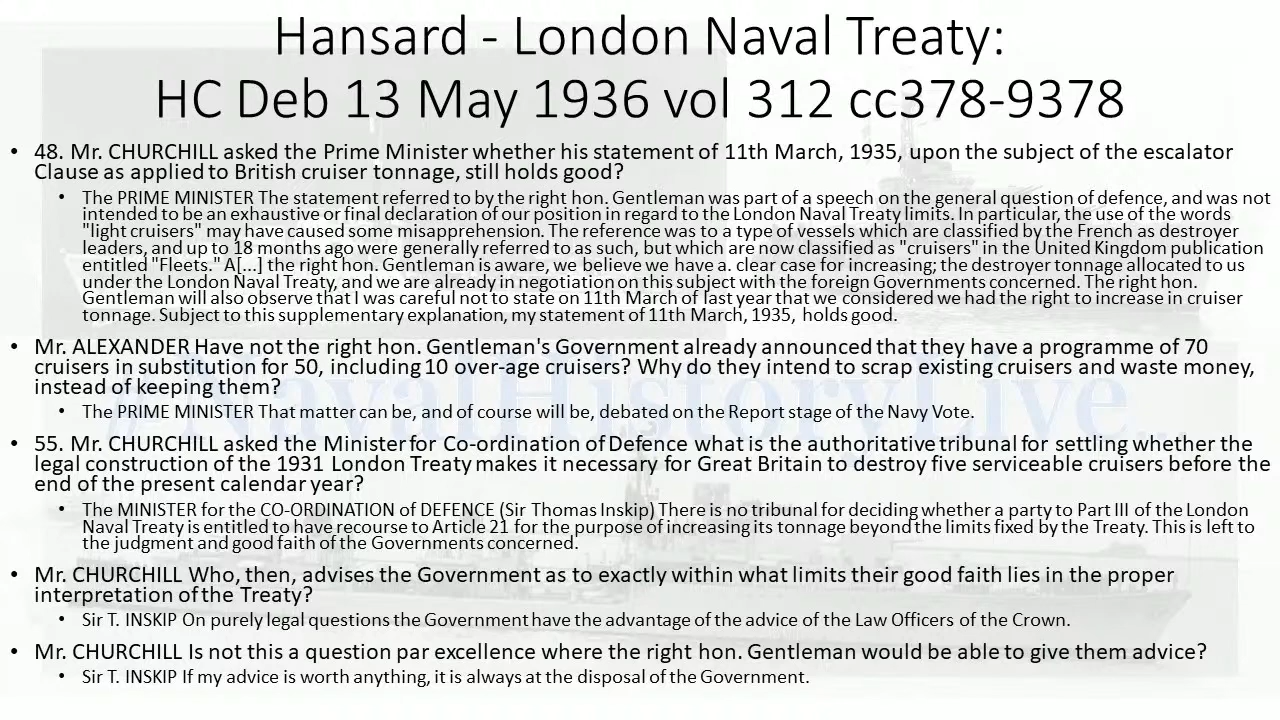 Hansard - London Naval Treaty:
HC Deb 13 May 1936 vol 312 cc378-9378
• 48. Mr. CHURCHILL asked the Prime Minister whether his statement of 11th March, 1935, upon the subject of the escalator
Clause as applied to British cruiser tonnage, still holds good?
• The PRIME MINISTER The statement referred to by the right hon. Gentleman was part of a speech on the general question of defence, and was not
intended to be an exhaustive or final declaration of our position in regard to the London Naval Treaty limits. In particular, the use of the words
"light cruisers" may have caused some misapprehension. The reference was to a type of vessels which are classified by the French as destroyer
leaders, and up to 18 months ago were generally referred to as such, but which are now classified as "cruisers" in the United Kingdom publication
entitled "Fleets." A[...] the right hon. Gentleman is aware, we believe we have a. clear case for increasing; the destroyer tonnage allocated to us
under the London Naval Treaty, and we are already in negotiation on this subject with the foreign Governments concerned. The right hon.
Gentleman will also observe that I was careful not to state on 11th March of last year that we considered we had the right to increase in cruiser
tonnage. Subject to this supplementary explanation, my statement of 11th March, 1935, holds good.
• Mr. ALEXANDER Have not the right hon. Gentleman's Government already announced that they have a programme of 70
cruisers in substitution for 50, including 10 over-age cruisers? Why do they intend to scrap existing cruisers and waste money,
instead of keeping them?
• The PRIME MINISTER That matter can be, and of course will be, debated on the Report stage of the Navy Vote.
#NavalHistoryLive
• 55. Mr. CHURCHILL asked the Minister for Co-ordination of Defence what is the authoritative tribunal for settling whether the
legal construction of the 1931 London Treaty makes it necessary for Great Britain to destroy five serviceable cruisers before the
end of the present calendar year?
• The MINISTER for the CO-ORDINATION of DEFENCE (Sir Thomas Inskip) There is no tribunal for deciding whether a party to Part III of the London
Naval Treaty is entitled to have recourse to Article 21 for the purpose of increasing its tonnage beyond the limits fixed by the Treaty. This is left to
the judgment and good faith of the Governments concerned.
• Mr. CHURCHILL Who, then, advises the Government as to exactly within what limits their good faith lies in the proper
interpretation of the Treaty?
• Sir T. INSKIP On purely legal questions the Government have the advantage of the advice of the Law Officers of the Crown.
• Mr. CHURCHILL Is not this a question par excellence where the right hon. Gentleman would be able to give them advice?
• Sir T. INSKIP If my advice is worth anything, it is always at the disposal of the Government.